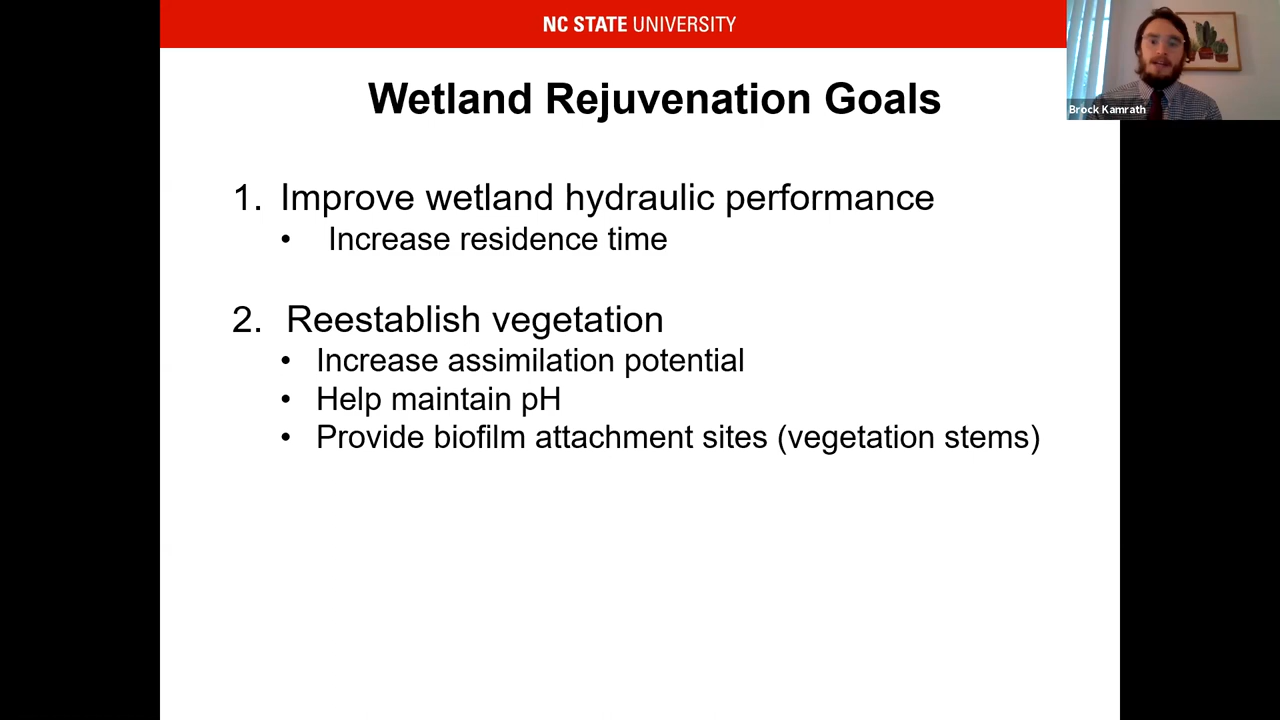 NC STATE UNIVERSITY
Brock Kamrath
Wetland Rejuvenation Goals
1. Improve wetland hydraulic performance
• Increase residence time
2. Reestablish vegetation
• Increase assimilation potential
• Help maintain pH
• Provide biofilm attachment sites (vegetation stems)